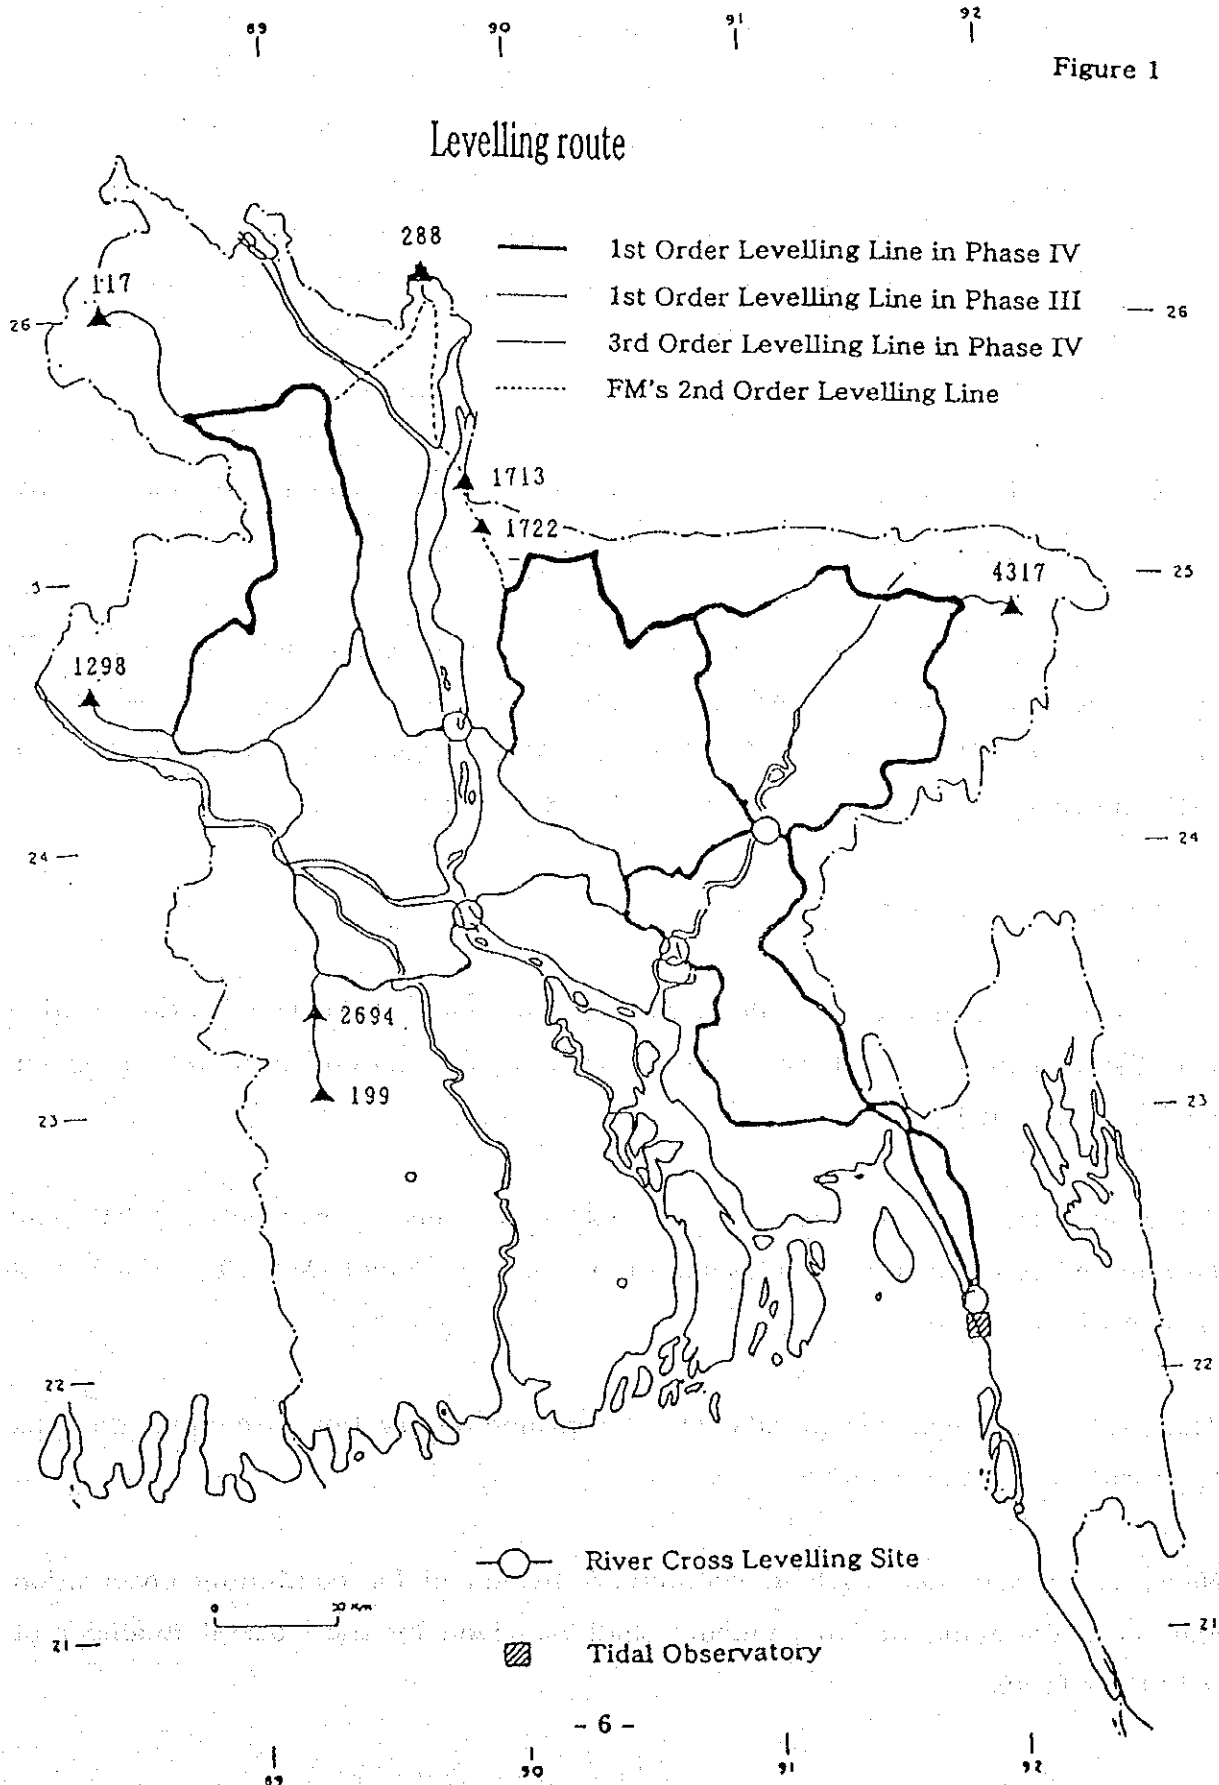 89 90 91 92
Figure 1
Levelling route
288
1st Order Levelling Line in Phase IV
117
1st Order Levelling Line in Phase III
26 26
3rd Order Levelling Line in Phase IV
FM's 2nd Order Levelling Line
1713
1722
4317
5 25
1298
24 24
2694
199
23 23
22 22
River Cross Levelling Site
0
21 21
Tidal Observatory
- 6 -
89 90 91 92